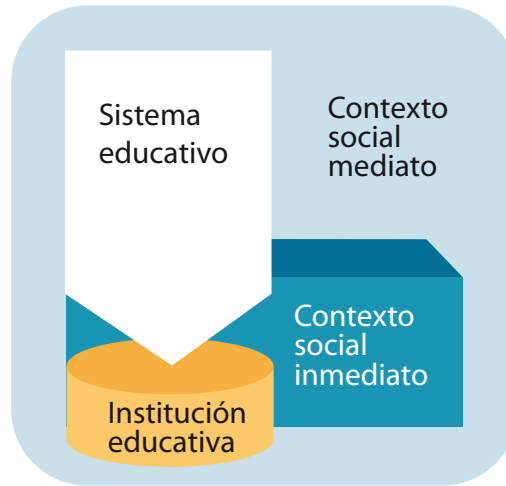 Sistema
educativo
Contexto
social
mediato
Contexto
social
inmediato
Institución
educativa